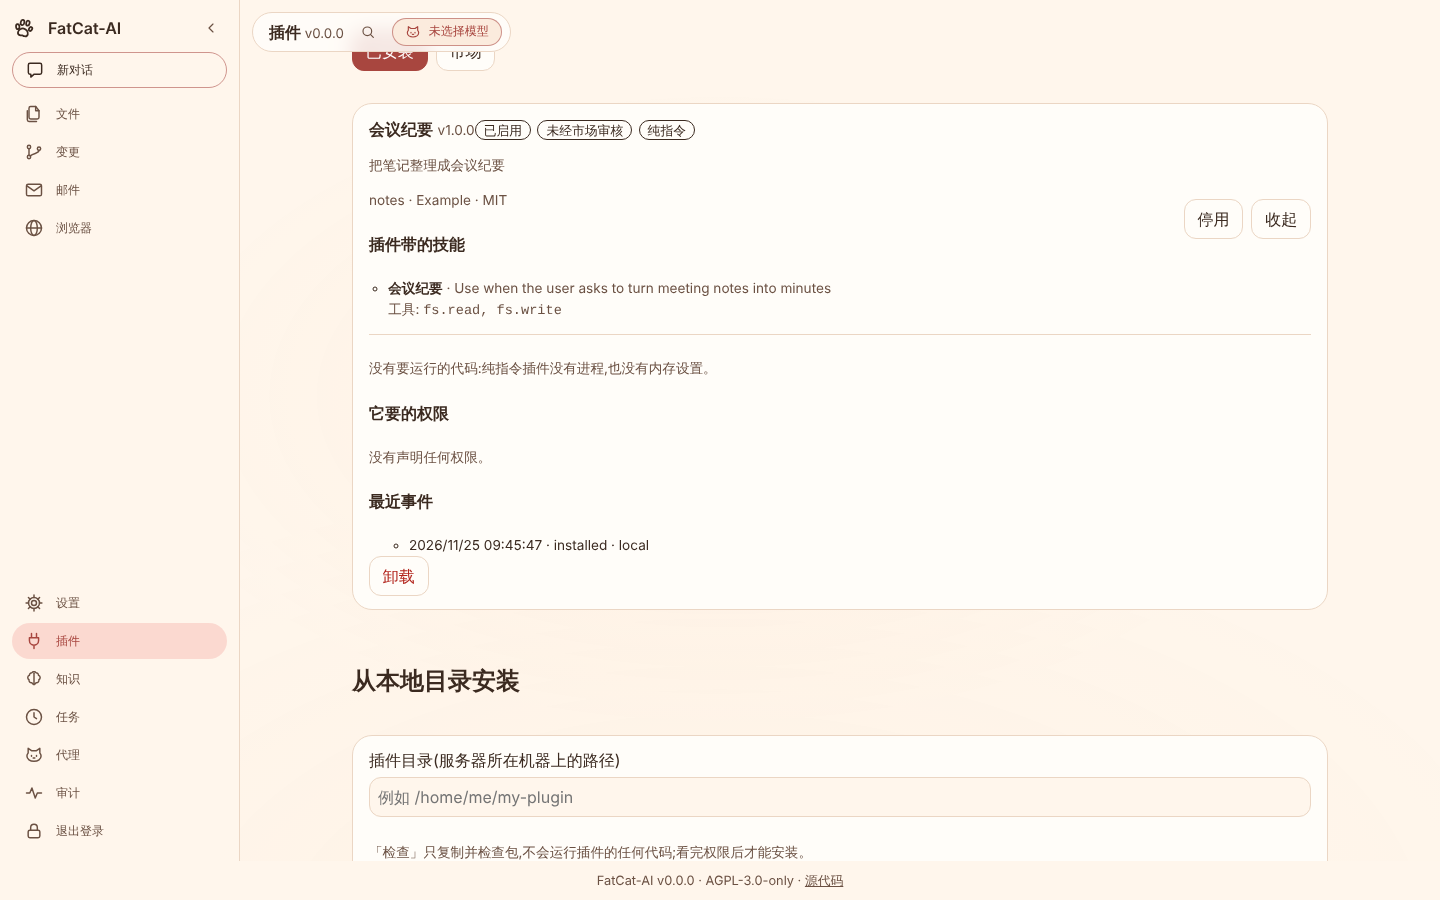 FatCat-AI
新对话
文件
变更
邮件
浏览器
设置
插件
知识
任务
代理
审计
退出登录
插件 v0.0.0
未选择模型
已安装
市场
会议纪要 v1.0.0 已启用 未经市场审核 纯指令
把笔记整理成会议纪要
notes · Example · MIT
停用
收起
插件带的技能
会议纪要 · Use when the user asks to turn meeting notes into minutes
工具: fs.read, fs.write
没有要运行的代码:纯指令插件没有进程,也没有内存设置。
它要的权限
没有声明任何权限。
最近事件
2026/11/25 09:45:47 · installed · local
卸载
从本地目录安装
插件目录(服务器所在机器上的路径)
例如 /home/me/my-plugin
「检查」只复制并检查包,不会运行插件的任何代码;看完权限后才能安装。
FatCat-AI v0.0.0 · AGPL-3.0-only · 源代码